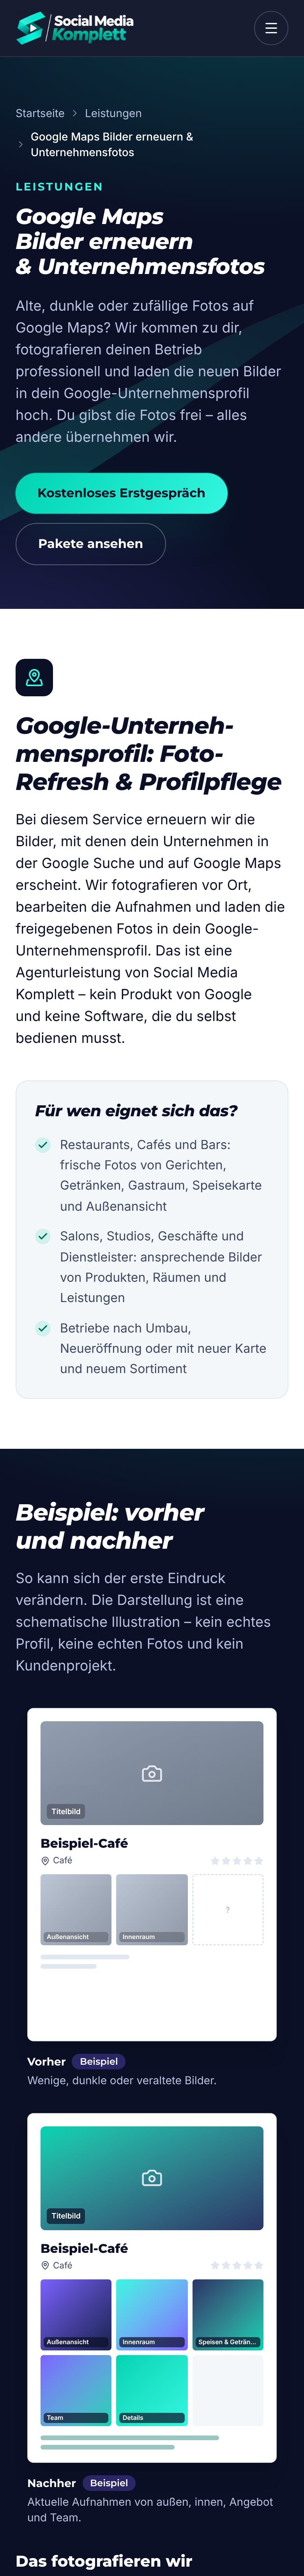 Social Media
Komplett
Startseite > Leistungen
> Google Maps Bilder erneuern &
Unternehmensfotos
LEISTUNGEN
Google Maps
Bilder erneuern
& Unternehmensfotos
Alte, dunkle oder zufällige Fotos auf
Google Maps? Wir kommen zu dir,
fotografieren deinen Betrieb
professionell und laden die neuen Bilder
in dein Google-Unternehmensprofil
hoch. Du gibst die Fotos frei – alles
andere übernehmen wir.
Kostenloses Erstgespräch
Pakete ansehen
Google-Unterneh-
mensprofil: Foto-
Refresh & Profilpflege
Bei diesem Service erneuern wir die
Bilder, mit denen dein Unternehmen in
der Google Suche und auf Google Maps
erscheint. Wir fotografieren vor Ort,
bearbeiten die Aufnahmen und laden die
freigegebenen Fotos in dein Google-
Unternehmensprofil. Das ist eine
Agenturleistung von Social Media
Komplett – kein Produkt von Google
und keine Software, die du selbst
bedienen musst.
Für wen eignet sich das?
Restaurants, Cafés und Bars:
frische Fotos von Gerichten,
Getränken, Gastraum, Speisekarte
und Außenansicht
Salons, Studios, Geschäfte und
Dienstleister: ansprechende Bilder
von Produkten, Räumen und
Leistungen
Betriebe nach Umbau,
Neueröffnung oder mit neuer Karte
und neuem Sortiment
Beispiel: vorher
und nachher
So kann sich der erste Eindruck
verändern. Die Darstellung ist eine
schematische Illustration – kein echtes
Profil, keine echten Fotos und kein
Kundenprojekt.
Titelbild
Beispiel-Café
Café
Außenansicht Innenraum ?
Vorher Beispiel
Wenige, dunkle oder veraltete Bilder.
Titelbild
Beispiel-Café
Café
Außenansicht Innenraum Speisen & Geträn...
Team Details
Nachher Beispiel
Aktuelle Aufnahmen von außen, innen, Angebot
und Team.
Das fotografieren wir